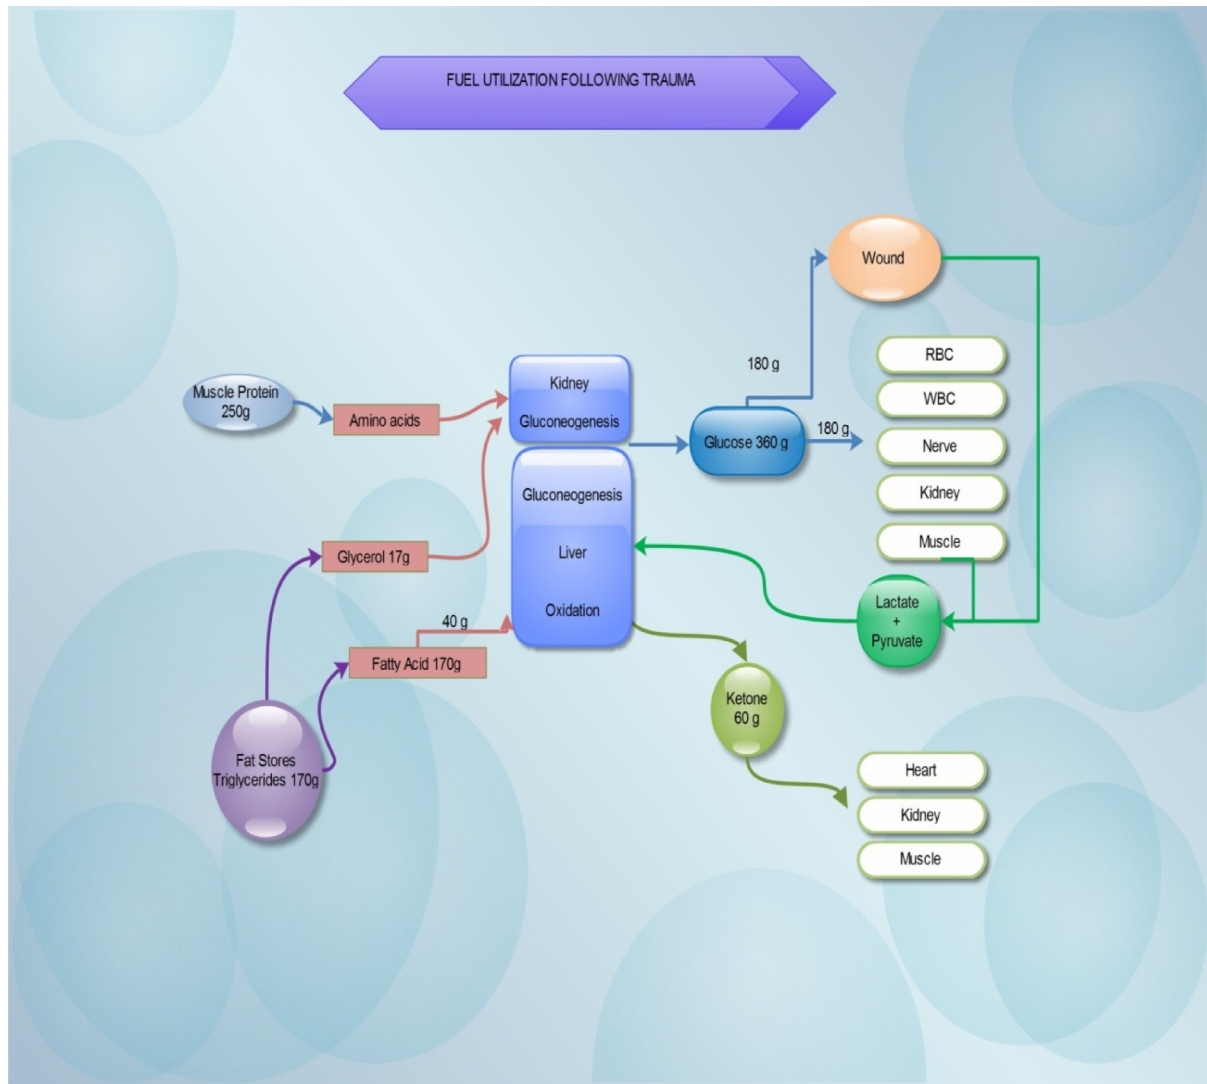 FUEL UTILIZATION FOLLOWING TRAUMA
Wound
RBC
180 g
Kidney
Muscle Protein
250g
WBC
Amino acids
Gluconeogenesis
180 g
Glucose 360 g
Nerve
Gluconeogenesis
Kidney
Glycerol 17g
Liver
Muscle
Oxidation
Lactate
+
Pyruvate
40 g
Fatty Acid 170g
Ketone
60 g
Fat Stores
Triglycerides 170g
Heart
Kidney
Muscle